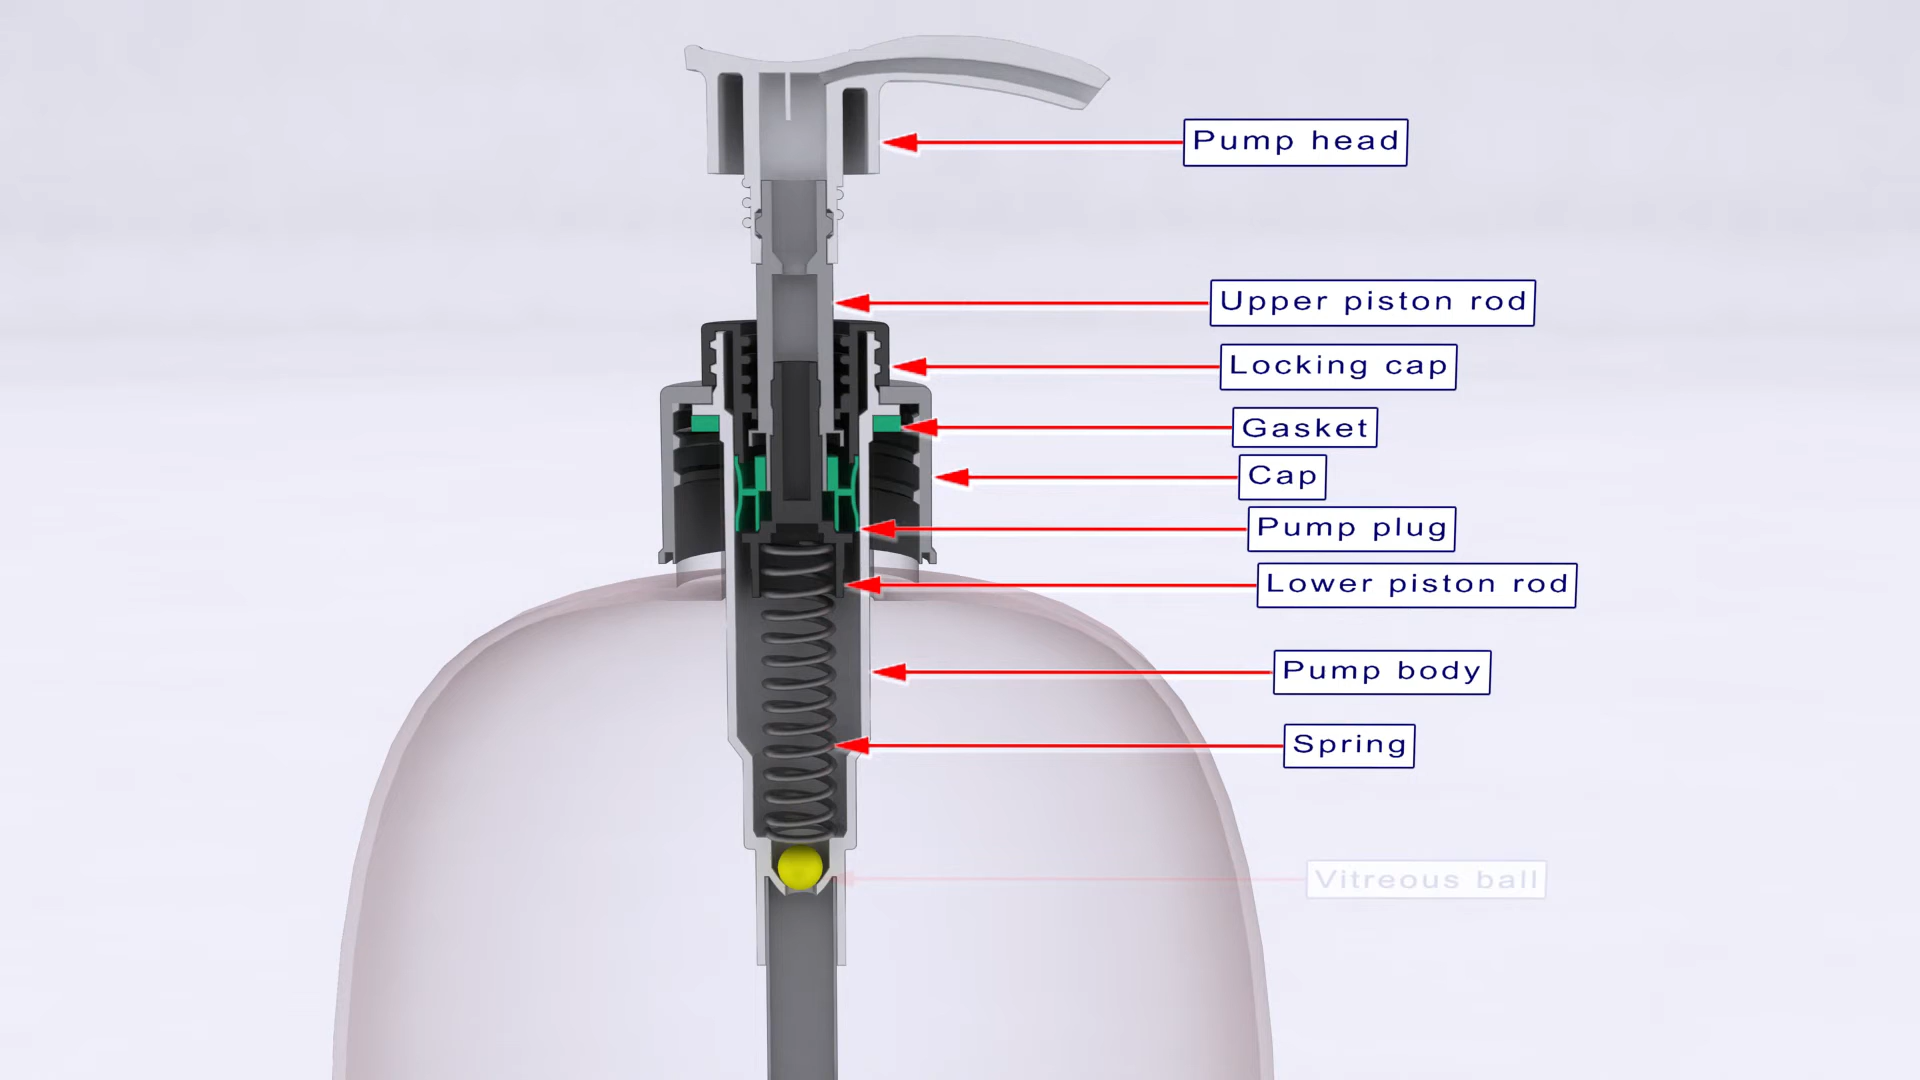 Pump head
Upper piston rod
Locking cap
Gasket
Cap
Pump plug
Lower piston rod
Pump body
Spring
Vitreous ball